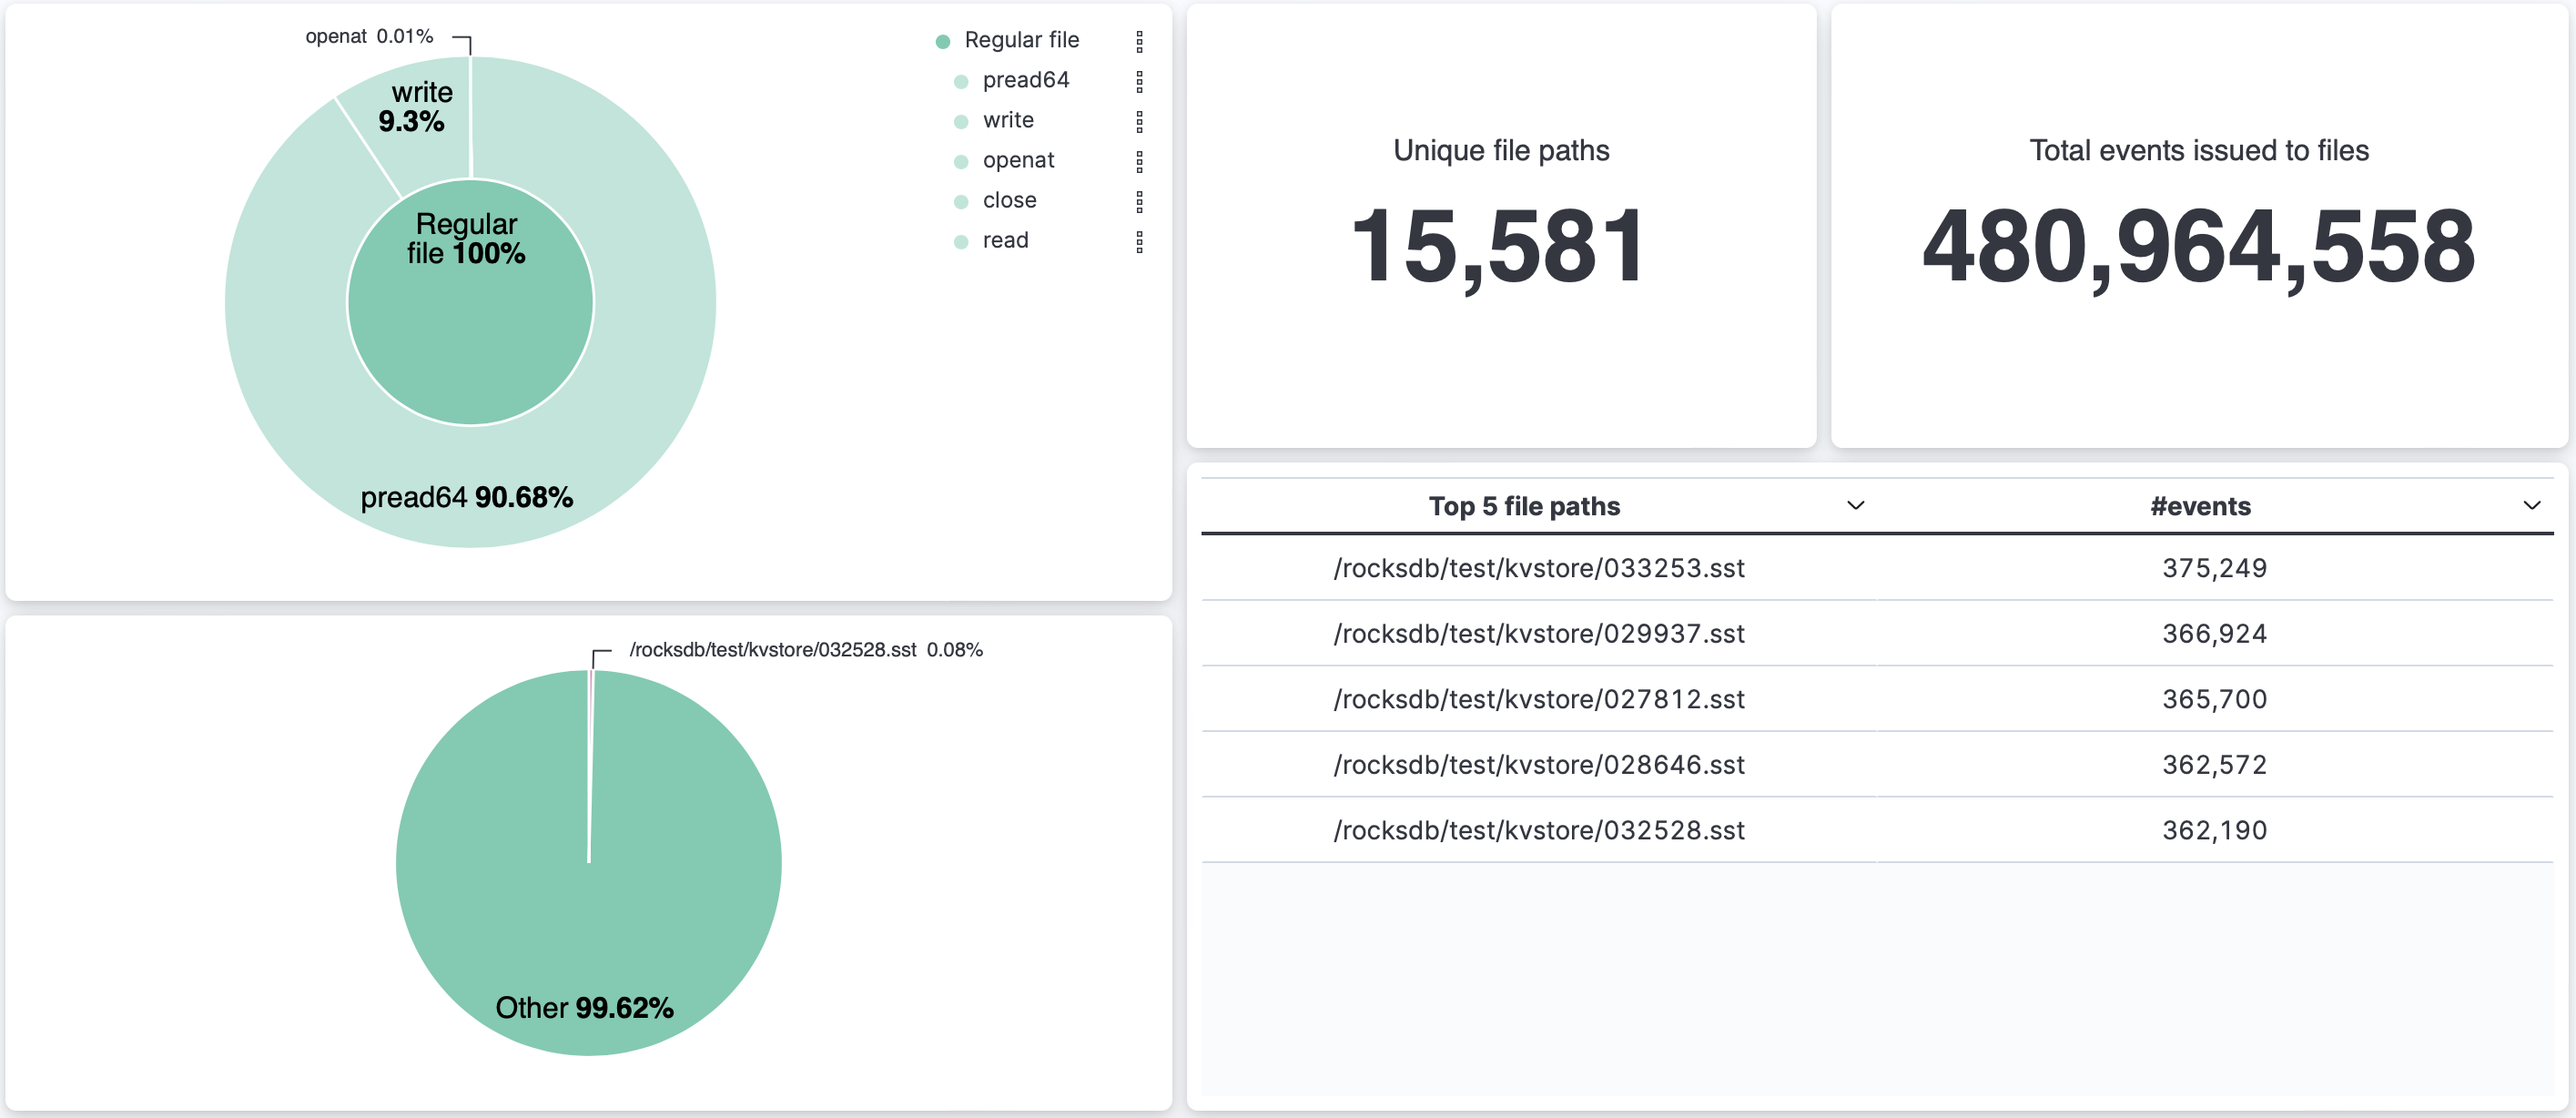 openat 0.01%
write
9.3%
Regular
file 100%
pread64 90.68%
Regular file
pread64
write
openat
close
read
Unique file paths
15,581
Total events issued to files
480,964,558
/rocksdb/test/kvstore/032528.sst 0.08%
Other 99.62%
Top 5 file paths #events
/rocksdb/test/kvstore/033253.sst 375,249
/rocksdb/test/kvstore/029937.sst 366,924
/rocksdb/test/kvstore/027812.sst 365,700
/rocksdb/test/kvstore/028646.sst 362,572
/rocksdb/test/kvstore/032528.sst 362,190